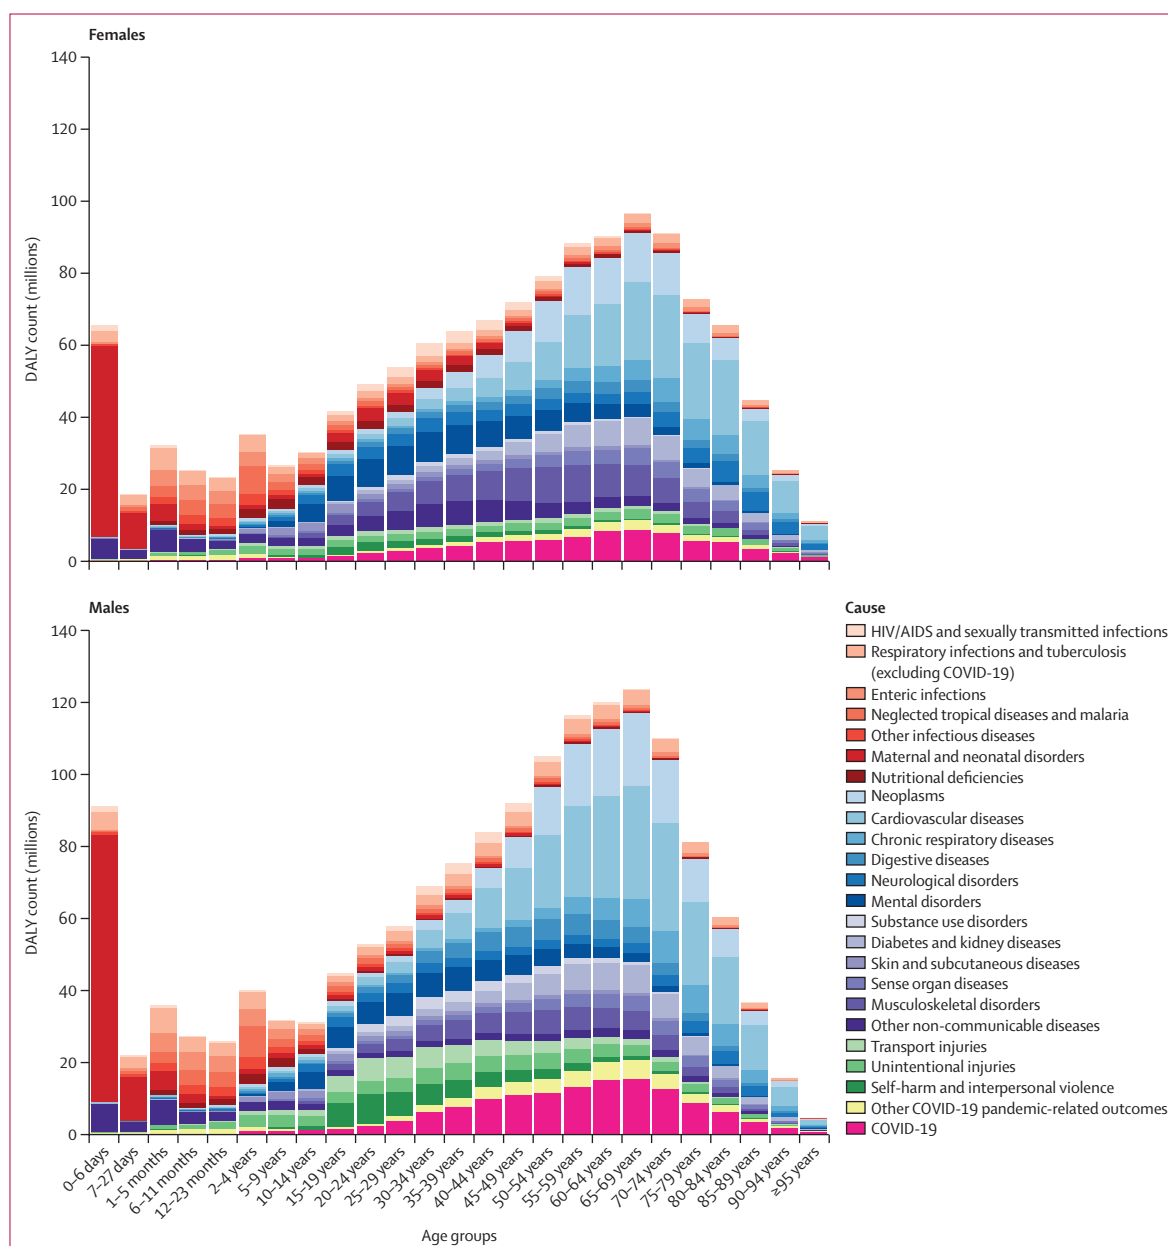 Females
140
120
100
80
60
40
20
0
DALY count (millions)
Males
140
120
100
80
60
40
20
0
DALY count (millions)
0–6 days
7–27 days
1–5 months
6–11 months
12–23 months
2–4 years
5–9 years
10–14 years
15–19 years
20–24 years
25–29 years
30–34 years
35–39 years
40–44 years
45–49 years
50–54 years
55–59 years
60–64 years
65–69 years
70–74 years
75–79 years
80–84 years
85–89 years
90–94 years
≥95 years
Age groups
Cause
HIV/AIDS and sexually transmitted infections
Respiratory infections and tuberculosis
(excluding COVID-19)
Enteric infections
Neglected tropical diseases and malaria
Other infectious diseases
Maternal and neonatal disorders
Nutritional deficiencies
Neoplasms
Cardiovascular diseases
Chronic respiratory diseases
Digestive diseases
Neurological disorders
Mental disorders
Substance use disorders
Diabetes and kidney diseases
Skin and subcutaneous diseases
Sense organ diseases
Musculoskeletal disorders
Other non-communicable diseases
Transport injuries
Unintentional injuries
Self-harm and interpersonal violence
Other COVID-19 pandemic-related outcomes
COVID-19